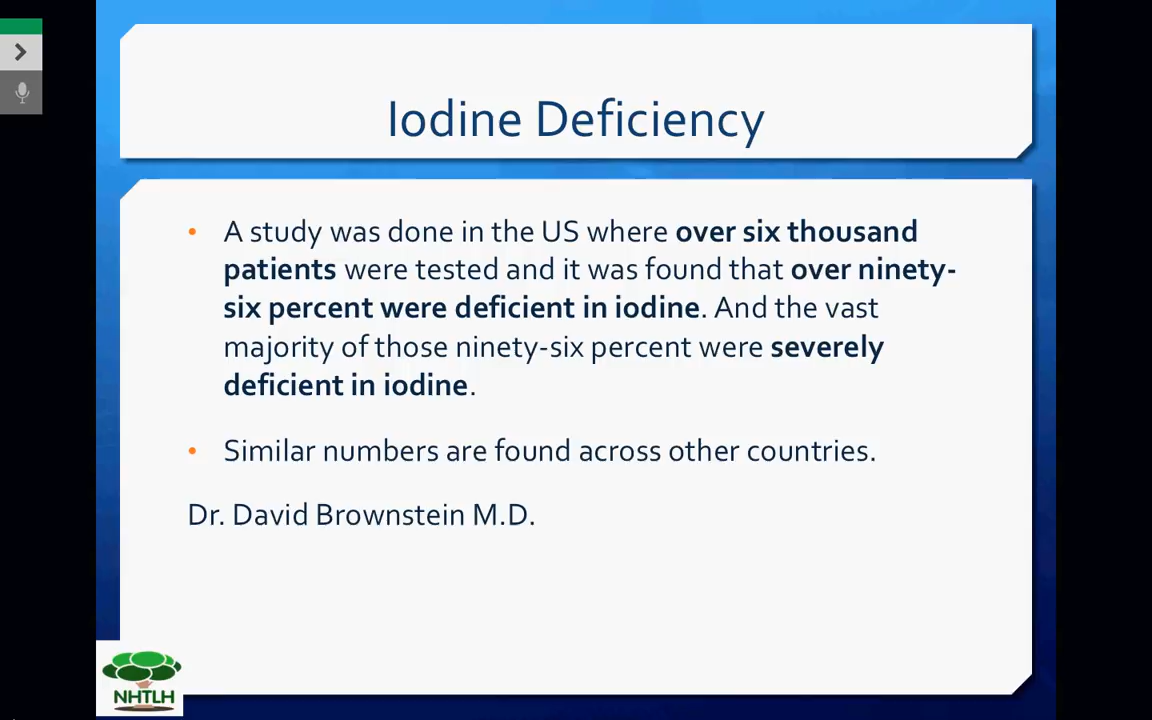 Iodine Deficiency
• A study was done in the US where over six thousand
patients were tested and it was found that over ninety-
six percent were deficient in iodine. And the vast
majority of those ninety-six percent were severely
deficient in iodine.
• Similar numbers are found across other countries.
Dr. David Brownstein M.D.
NHTLH